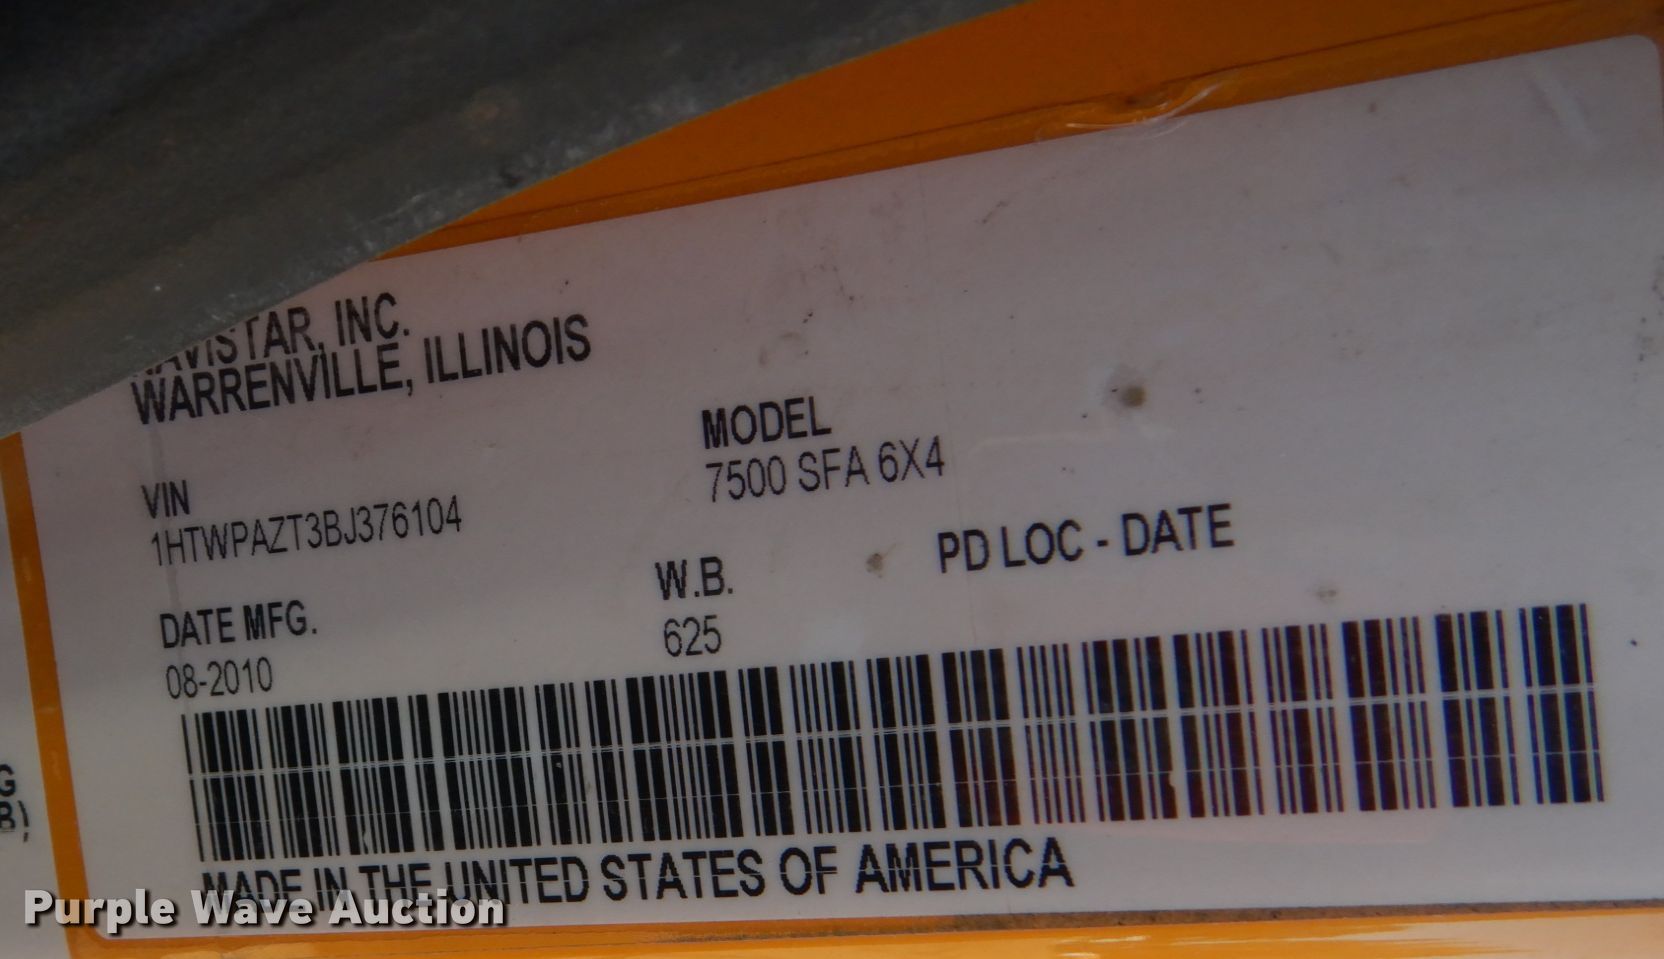 NAVISTAR, INC.
WARRENVILLE, ILLINOIS
VIN
1HTWPAZT3BJ376104
MODEL
7500 SFA 6X4
DATE MFG.
08-2010
W.B.
625
PD LOC - DATE
G
B)
MADE IN THE UNITED STATES OF AMERICA
Purple Wave Auction